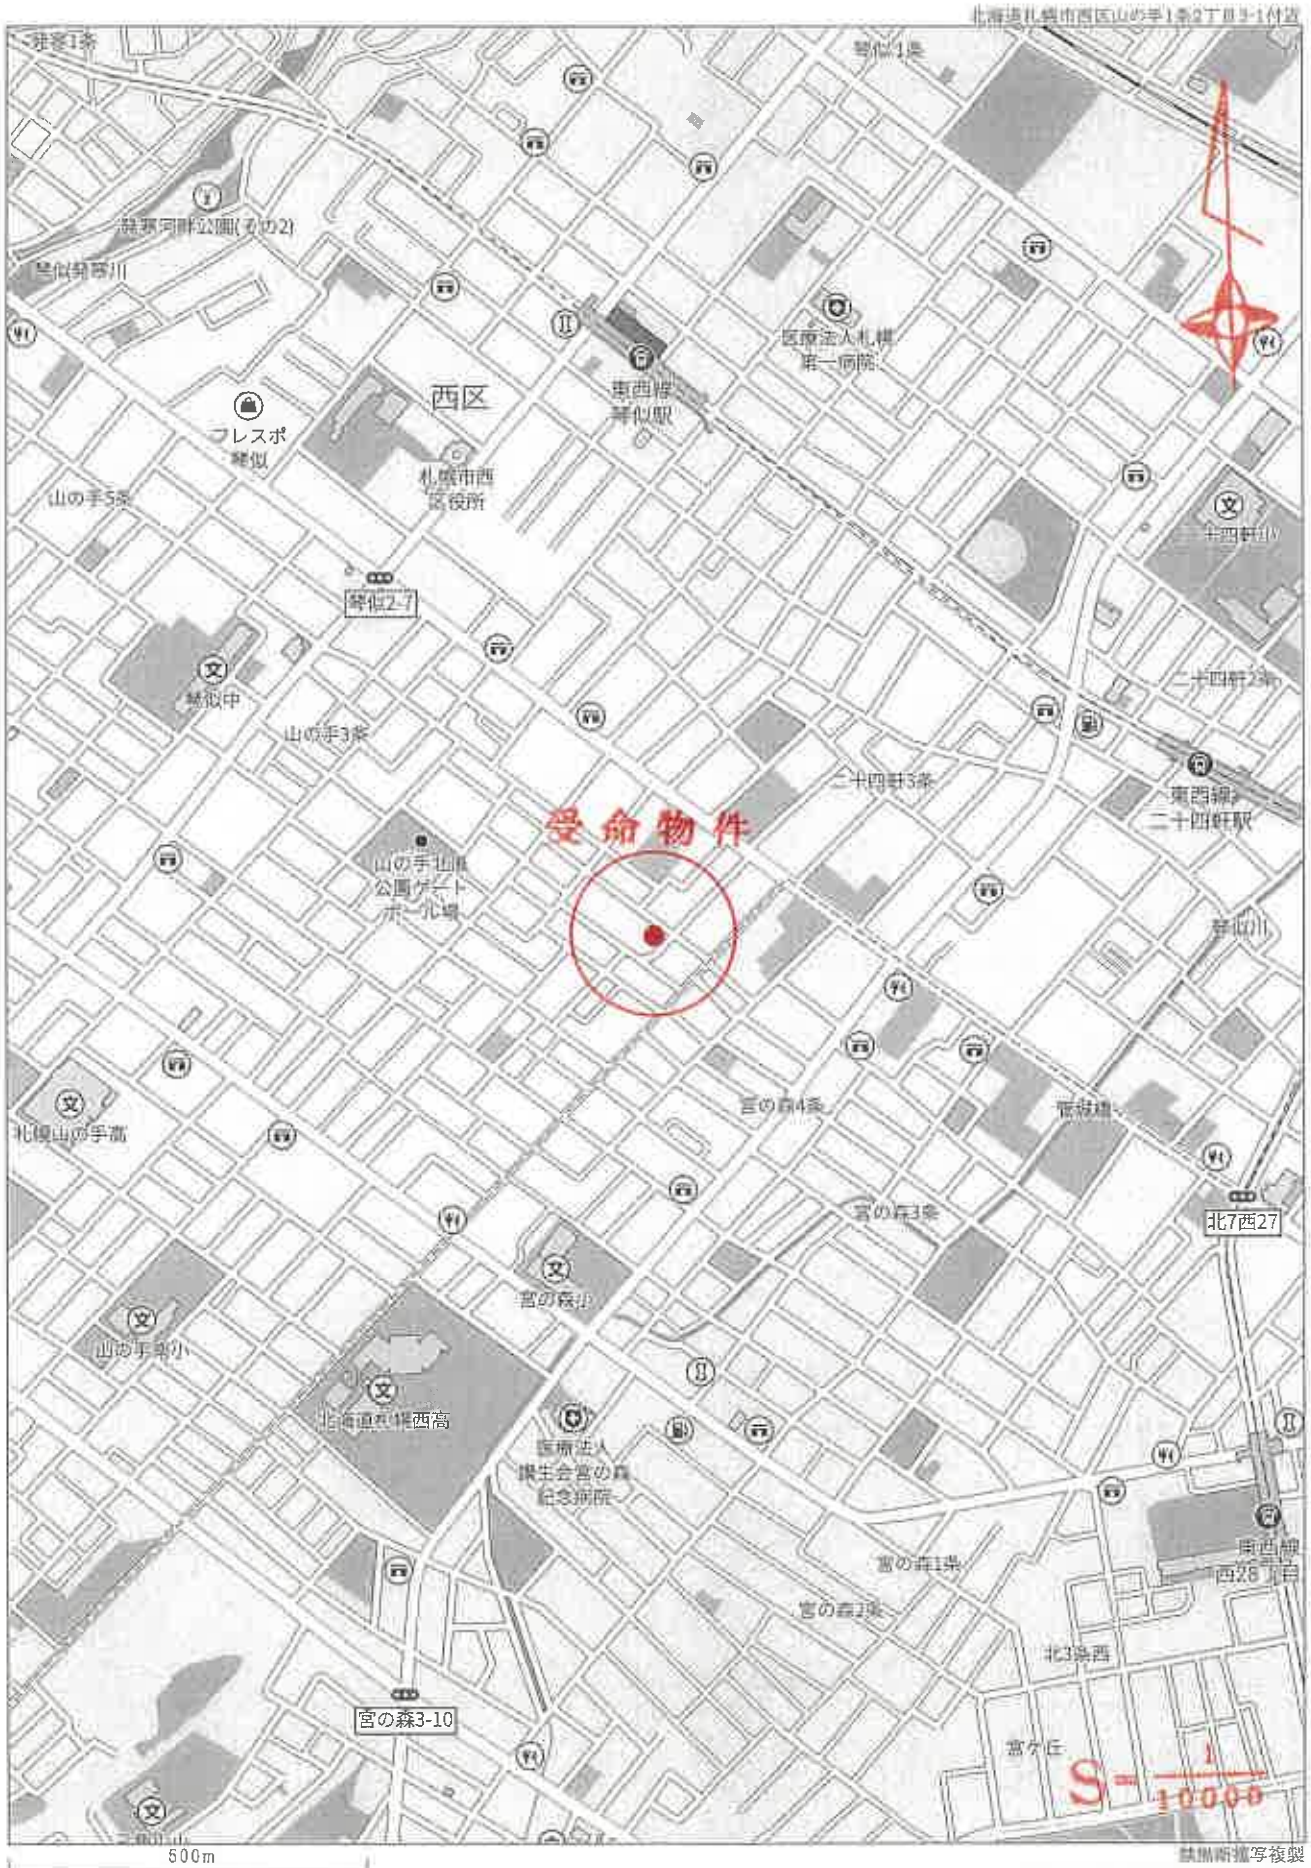 北海道札幌市西区山の手1条2丁目3-1付近
発寒1条
琴似1条
発寒河畔公園(その2)
琴似発寒川
医療法人札幌
第一病院
東西線
琴似駅
西区
フレスポ
琴似
札幌市西
区役所
山の手5条
二十四軒小
琴似2-7
琴似中
二十四軒2条
山の手3条
二十四軒3条
東西線
二十四軒駅
受命物件
山の手北風
公園ゲート
ボール場
琴似川
宮の森4条
札幌山の手高
宮の森3条
北7西27
宮の森小
山の手南小
北海道札幌西高
医療法人
讃生会宮の森
記念病院
東西線
西28丁目
宮の森1条
宮の森2条
北3条西
宮の森3-10
宮ケ丘
S=1/10000
500m
禁無断複写複製